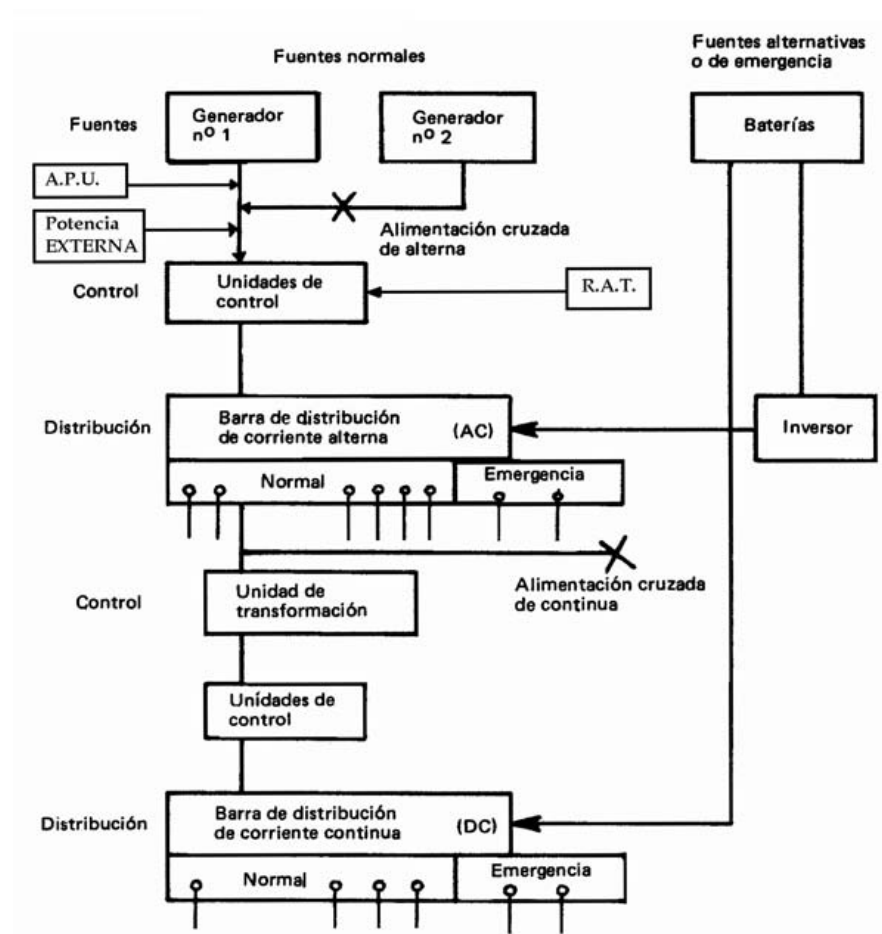 Fuentes normales
Fuentes alternativas
o de emergencia
Fuentes
Generador
nº 1
Generador
nº 2
Baterías
A.P.U.
Potencia
EXTERNA
Alimentación cruzada
de alterna
Control
Unidades de
control
R.A.T.
Distribución
Barra de distribución
de corriente alterna
(AC)
Inversor
Normal
Emergencia
Alimentación cruzada
de continua
Control
Unidad de
transformación
Unidades de
control
Distribución
Barra de distribución
de corriente continua
(DC)
Normal
Emergencia